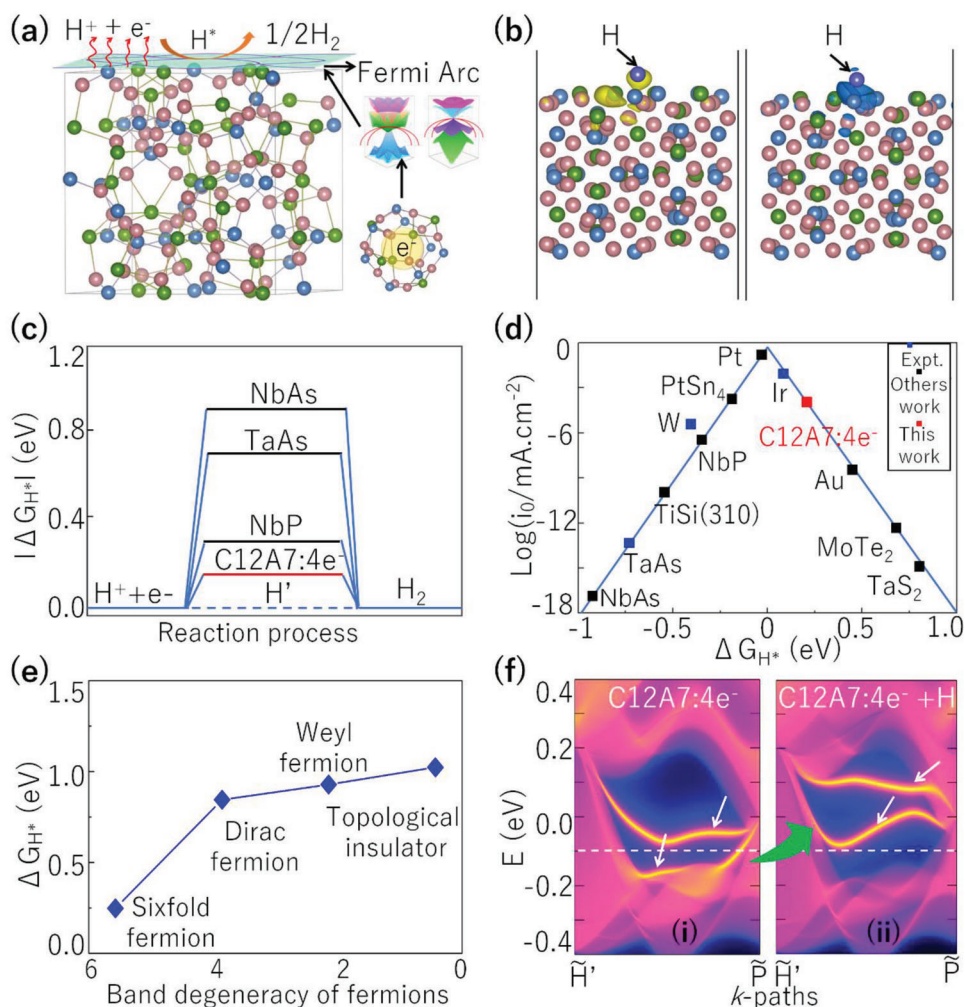 (a)
H⁺ + e⁻
H*
1/2H₂
Fermi Arc
e⁻
(b)
H
H
(c)
1.2
0.8
0.4
0.0
|ΔG_H*| (eV)
NbAs
TaAs
NbP
C12A7:4e⁻
H⁺+e-
H'
H₂
Reaction process
(d)
0
-6
-12
-18
Log(i₀/mA.cm⁻²)
Pt
PtSn₄
Ir
W
C12A7:4e⁻
NbP
Au
TiSi(310)
MoTe₂
TaAs
TaS₂
NbAs
Expt.
Others
work
This
work
-1
-0.5
0
0.5
1.0
ΔG_H* (eV)
(e)
1.5
1.0
0.5
0.0
ΔG_H* (eV)
Weyl
fermion
Dirac
fermion
Topological
insulator
Sixfold
fermion
6
4
2
0
Band degeneracy of fermions
(f)
0.4
0.2
0.0
-0.2
-0.4
E (eV)
C12A7:4e⁻
C12A7:4e⁻ +H
(i)
(ii)
H̃'
P̃
H̃'
P̃
k-paths